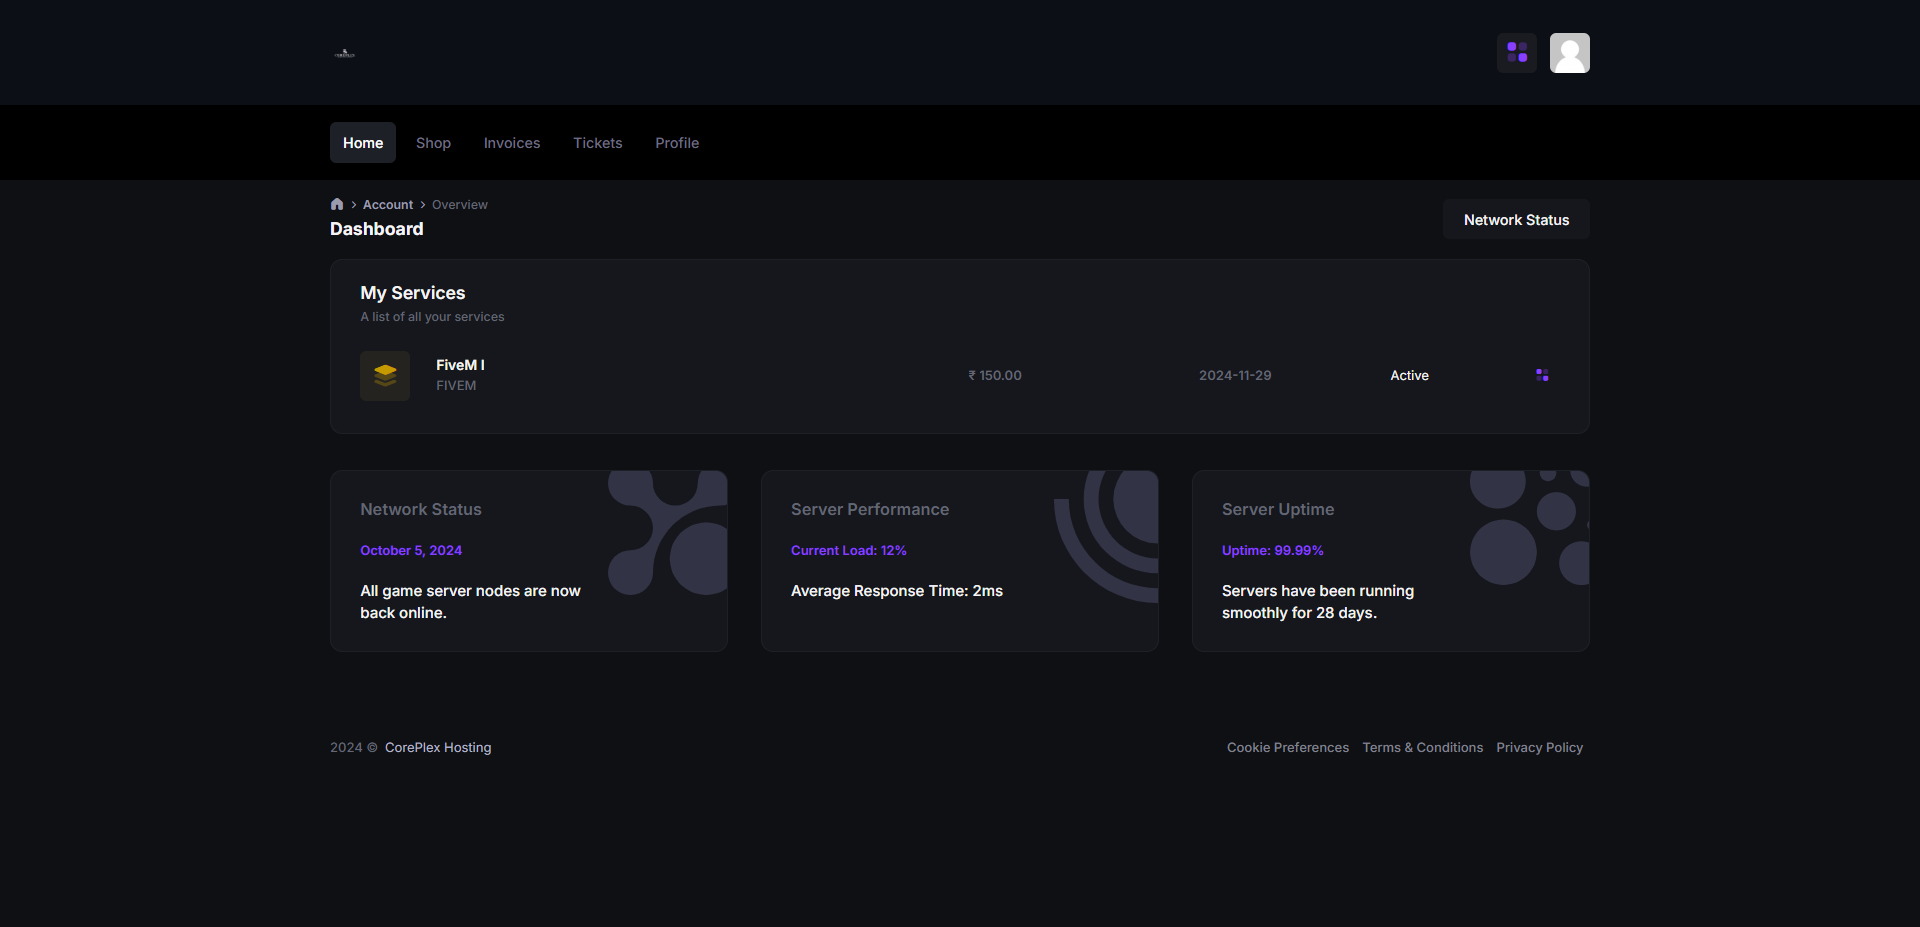 Home Shop Invoices Tickets Profile
Account Overview
Dashboard
Network Status
My Services
A list of all your services
FiveM I
FIVEM
₹ 150.00
2024-11-29
Active
Network Status
October 5, 2024
All game server nodes are now
back online.
Server Performance
Current Load: 12%
Average Response Time: 2ms
Server Uptime
Uptime: 99.99%
Servers have been running
smoothly for 28 days.
2024 © CorePlex Hosting
Cookie Preferences Terms & Conditions Privacy Policy